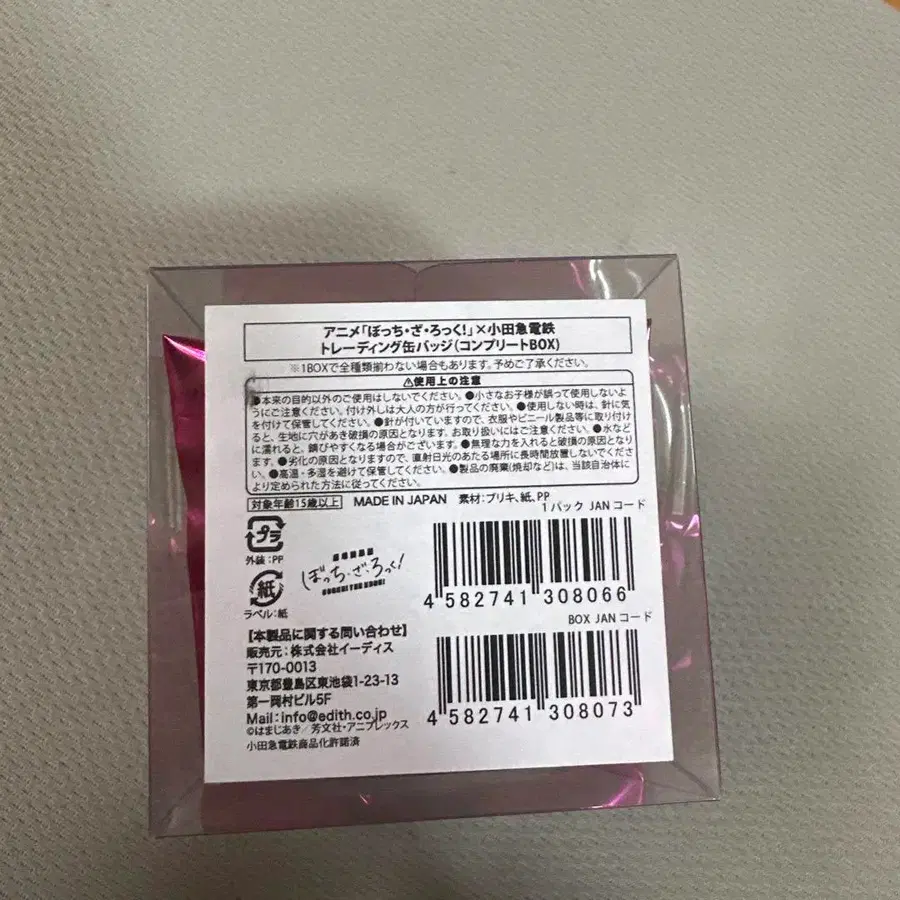 アニメ「ぼっち・ざ・ろっく!」×小田急電鉄
トレーディング缶バッジ(コンプリートBOX)
※1BOXで全種類揃わない場合もあります。予めご了承ください。
⚠使用上の注意
●本来の目的以外のご使用はしないでください。●小さなお子様が誤って使用しないよ
うにご注意ください。付け外しは大人の方が行ってください。●使用しない時は、針に気
を付けて保管してください。●針が付いていますので、衣服やビニール製品等に取り付け
ると、生地に穴があき破損の原因となります。お取り扱いにはご注意ください。●水など
に濡れると、錆びやすくなる場合がございます。●無理な力を入れると破損の原因となり
ます。●劣化の原因となりますので、直射日光のあたる場所に長時間放置しないでくださ
い。●高温・多湿を避けて保管してください。●製品の廃棄(焼却など)は、当該自治体に
より定められた方法に従ってください。
対象年齢15歳以上 MADE IN JAPAN 素材:ブリキ、紙、PP
1パック JANコード
プラ
外装:PP
ぼっち・ざ・ろっく!
BOCCHI THE ROCK!
4 582741 308066
紙
ラベル:紙
BOX JANコード
【本製品に関する問い合わせ】
販売元:株式会社イーディス
〒170-0013
東京都豊島区東池袋1-23-13
第一岡村ビル5F
Mail:info@edith.co.jp
4 582741 308073
©はまじあき/芳文社・アニプレックス
小田急電鉄商品化許諾済